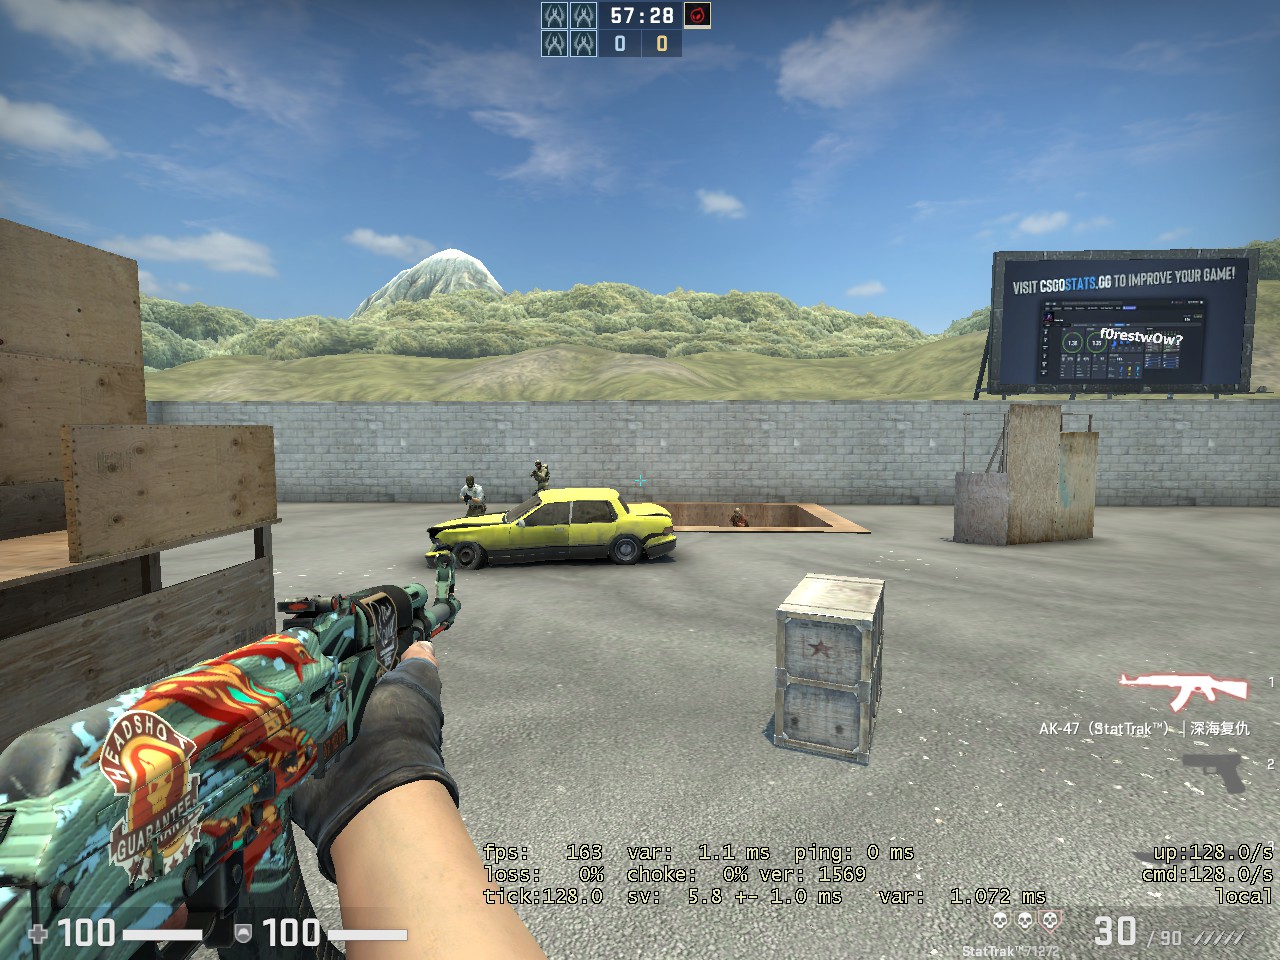 57:28
0 0
VISIT CSGOSTATS.GG TO IMPROVE YOUR GAME!
f0restw0w?
1
AK-47 (StatTrak™) | 深海复仇
2
HEADSHOT
GUARANTEE
fps: 163 var: 1.1 ms ping: 0 ms
up:128.0/s
loss: 0% choke: 0% ver: 1569
cmd:128.0/s
tick:128.0 sv: 5.8 +- 1.0 ms var: 1.072 ms
local
100 100
30 / 90
StatTrak™71272